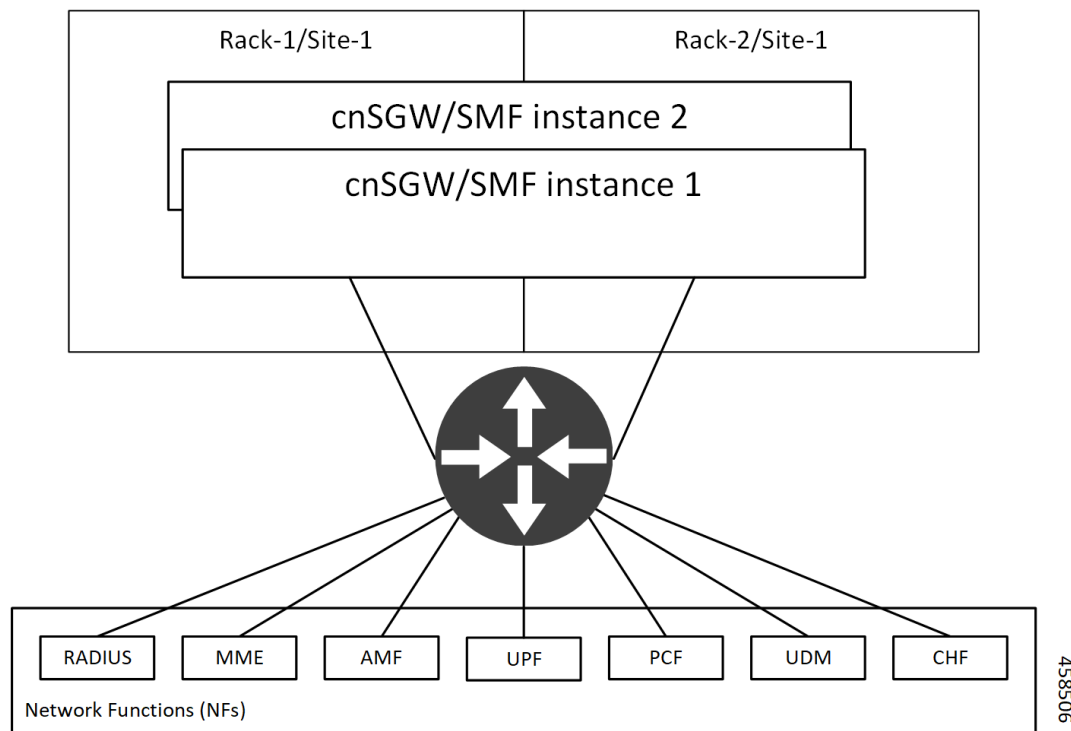 Rack-1/Site-1
Rack-2/Site-1
cnSGW/SMF instance 2
cnSGW/SMF instance 1
RADIUS
MME
AMF
UPF
PCF
UDM
CHF
Network Functions (NFs)
458506